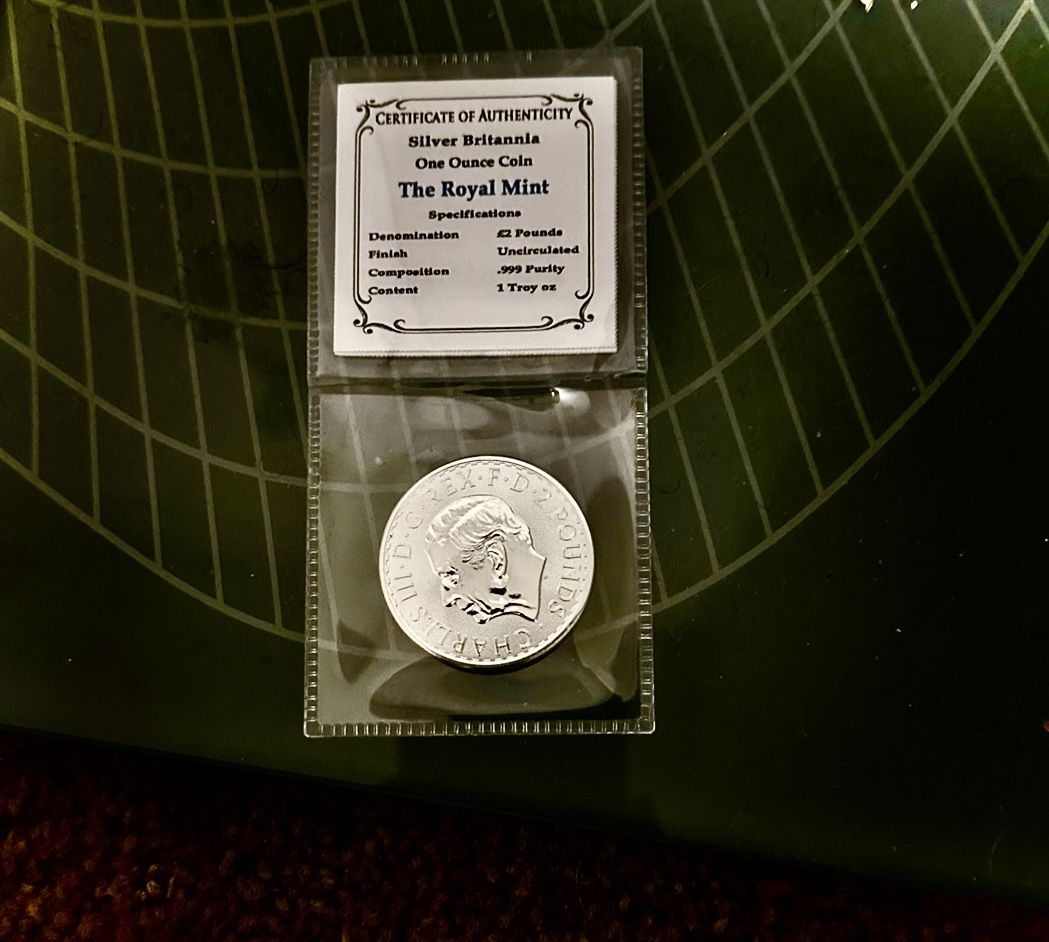 CERTIFICATE OF AUTHENTICITY
Silver Britannia
One Ounce Coin
The Royal Mint
Specifications
Denomination £2 Pounds
Finish Uncirculated
Composition .999 Purity
Content 1 Troy oz
CHARLES III · D · G · REX · F · D · 2 POUNDS ·